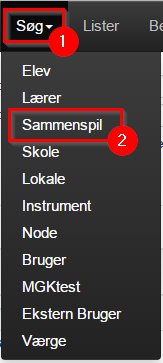 Søg 1 Lister Be
Elev
Lærer
Sammenspil 2
Skole
Lokale
Instrument
Node
Bruger
MGKtest
Ekstern Bruger
Værge